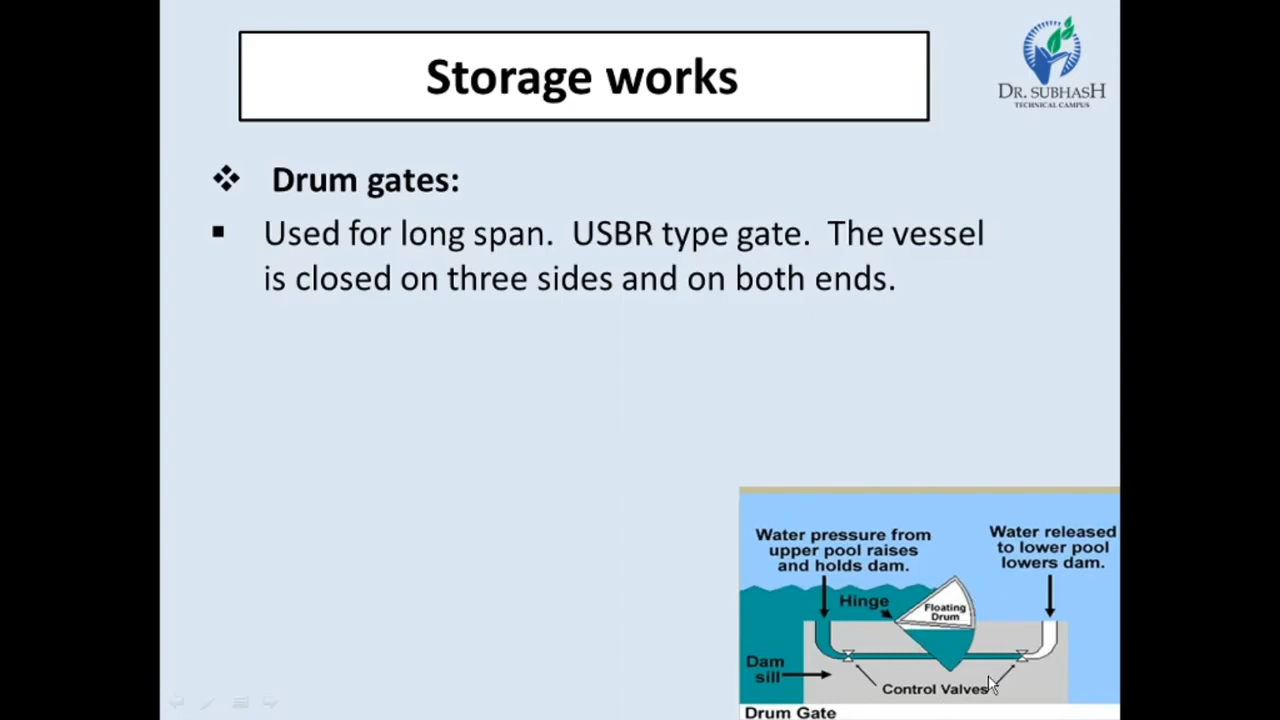 Storage works
DR. SUBHASH
TECHNICAL CAMPUS
❖ Drum gates:
▪ Used for long span. USBR type gate. The vessel
is closed on three sides and on both ends.
Water pressure from
upper pool raises
and holds dam.
Water released
to lower pool
lowers dam.
Hinge
Floating
Drum
Dam
sill
Control Valves
Drum Gate